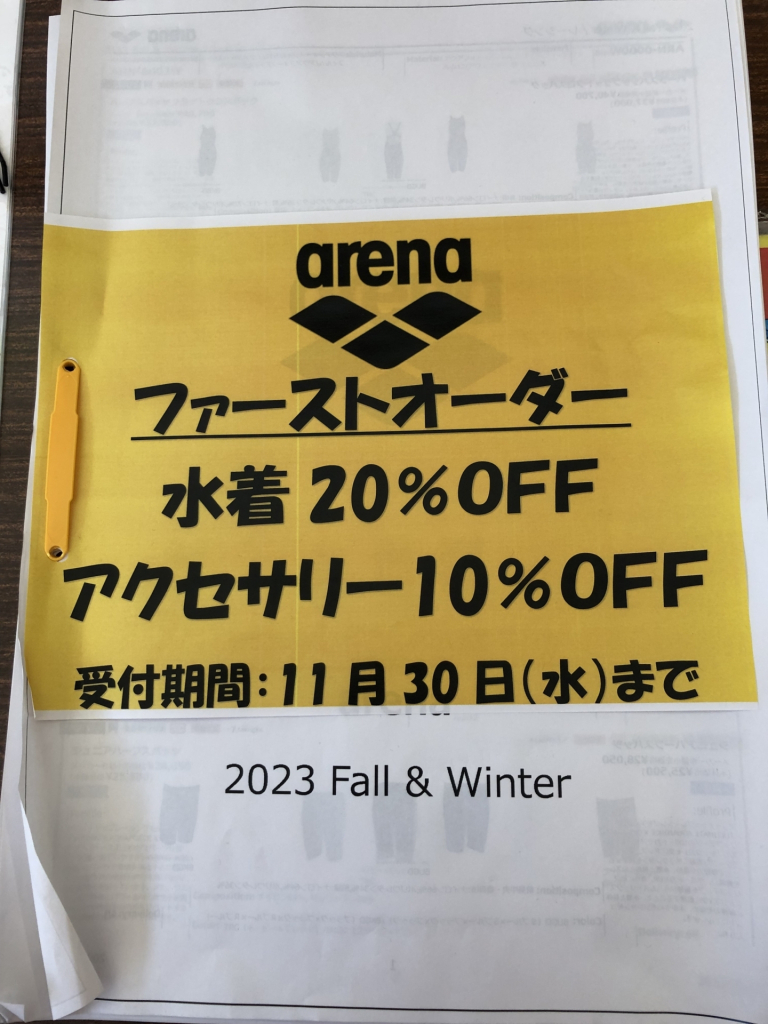 arena
ファーストオーダー
水着20%OFF
アクセサリー10%OFF
受付期間:11月30日(水)まで
2023 Fall & Winter